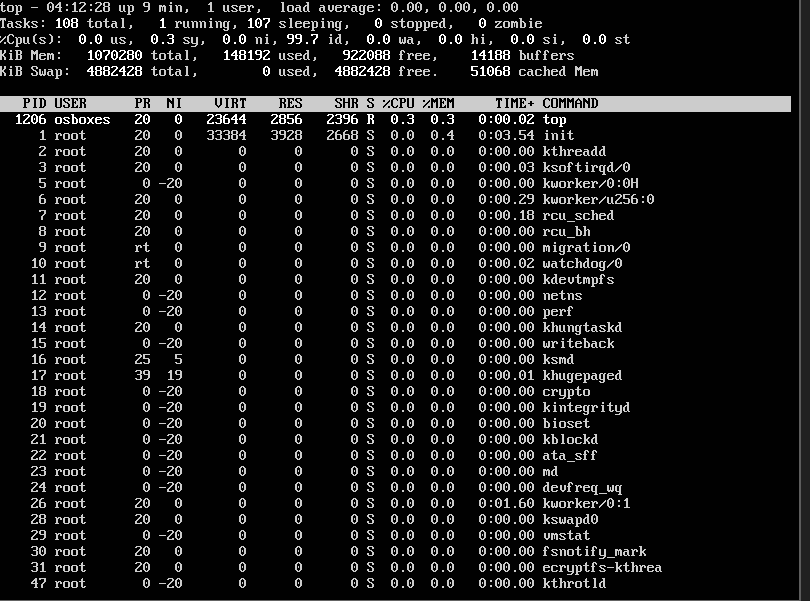 top - 04:12:28 up 9 min,  1 user,  load average: 0.00, 0.00, 0.00
Tasks: 108 total,   1 running, 107 sleeping,   0 stopped,   0 zombie
%Cpu(s):  0.0 us,  0.3 sy,  0.0 ni, 99.7 id,  0.0 wa,  0.0 hi,  0.0 si,  0.0 st
KiB Mem:   1070280 total,   148192 used,   922088 free,    14188 buffers
KiB Swap:  4882428 total,        0 used,  4882428 free.    51068 cached Mem
PID USER      PR  NI    VIRT    RES    SHR S %CPU %MEM     TIME+ COMMAND
1206 osboxes   20   0   23644   2856   2396 R  0.3  0.3   0:00.02 top
1 root      20   0   33384   3928   2668 S  0.0  0.4   0:03.54 init
2 root      20   0       0      0      0 S  0.0  0.0   0:00.00 kthreadd
3 root      20   0       0      0      0 S  0.0  0.0   0:00.03 ksoftirqd/0
5 root       0 -20       0      0      0 S  0.0  0.0   0:00.00 kworker/0:0H
6 root      20   0       0      0      0 S  0.0  0.0   0:00.29 kworker/u256:0
7 root      20   0       0      0      0 S  0.0  0.0   0:00.18 rcu_sched
8 root      20   0       0      0      0 S  0.0  0.0   0:00.00 rcu_bh
9 root      rt   0       0      0      0 S  0.0  0.0   0:00.00 migration/0
10 root      rt   0       0      0      0 S  0.0  0.0   0:00.02 watchdog/0
11 root      20   0       0      0      0 S  0.0  0.0   0:00.00 kdevtmpfs
12 root       0 -20       0      0      0 S  0.0  0.0   0:00.00 netns
13 root       0 -20       0      0      0 S  0.0  0.0   0:00.00 perf
14 root      20   0       0      0      0 S  0.0  0.0   0:00.00 khungtaskd
15 root       0 -20       0      0      0 S  0.0  0.0   0:00.00 writeback
16 root      25   5       0      0      0 S  0.0  0.0   0:00.00 ksmd
17 root      39  19       0      0      0 S  0.0  0.0   0:00.01 khugepaged
18 root       0 -20       0      0      0 S  0.0  0.0   0:00.00 crypto
19 root       0 -20       0      0      0 S  0.0  0.0   0:00.00 kintegrityd
20 root       0 -20       0      0      0 S  0.0  0.0   0:00.00 bioset
21 root       0 -20       0      0      0 S  0.0  0.0   0:00.00 kblockd
22 root       0 -20       0      0      0 S  0.0  0.0   0:00.00 ata_sff
23 root       0 -20       0      0      0 S  0.0  0.0   0:00.00 md
24 root       0 -20       0      0      0 S  0.0  0.0   0:00.00 devfreq_wq
26 root      20   0       0      0      0 S  0.0  0.0   0:01.60 kworker/0:1
28 root      20   0       0      0      0 S  0.0  0.0   0:00.00 kswapd0
29 root       0 -20       0      0      0 S  0.0  0.0   0:00.00 vmstat
30 root      20   0       0      0      0 S  0.0  0.0   0:00.00 fsnotify_mark
31 root      20   0       0      0      0 S  0.0  0.0   0:00.00 ecryptfs-kthrea
47 root       0 -20       0      0      0 S  0.0  0.0   0:00.00 kthrotld